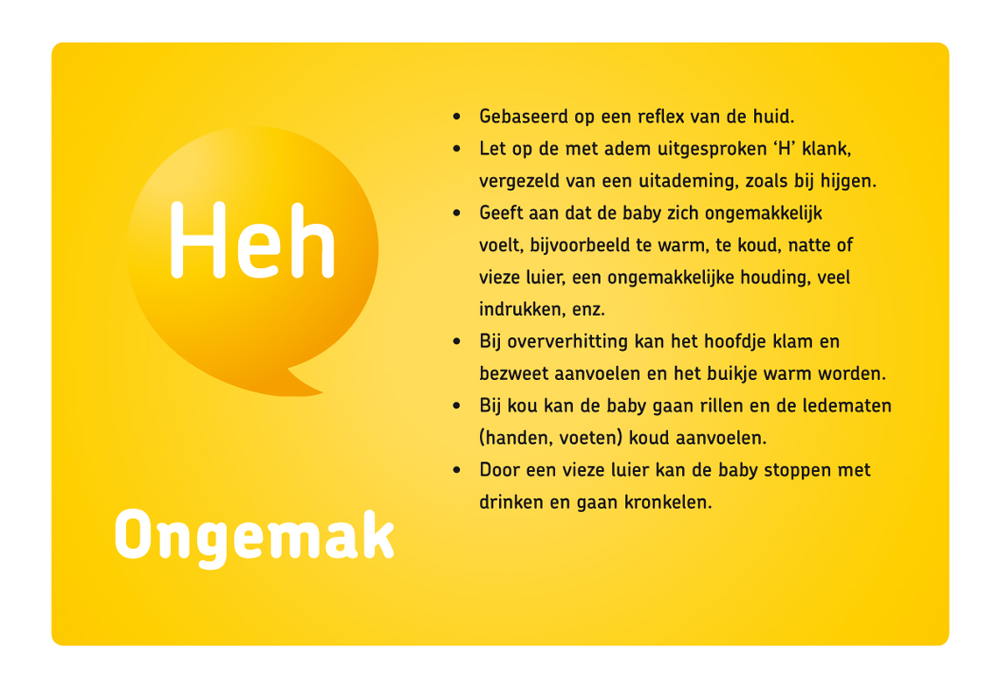 Heh
Ongemak
• Gebaseerd op een reflex van de huid.
• Let op de met adem uitgesproken ‘H’ klank,
vergezeld van een uitademing, zoals bij hijgen.
• Geeft aan dat de baby zich ongemakkelijk
voelt, bijvoorbeeld te warm, te koud, natte of
vieze luier, een ongemakkelijke houding, veel
indrukken, enz.
• Bij oververhitting kan het hoofdje klam en
bezweet aanvoelen en het buikje warm worden.
• Bij kou kan de baby gaan rillen en de ledematen
(handen, voeten) koud aanvoelen.
• Door een vieze luier kan de baby stoppen met
drinken en gaan kronkelen.